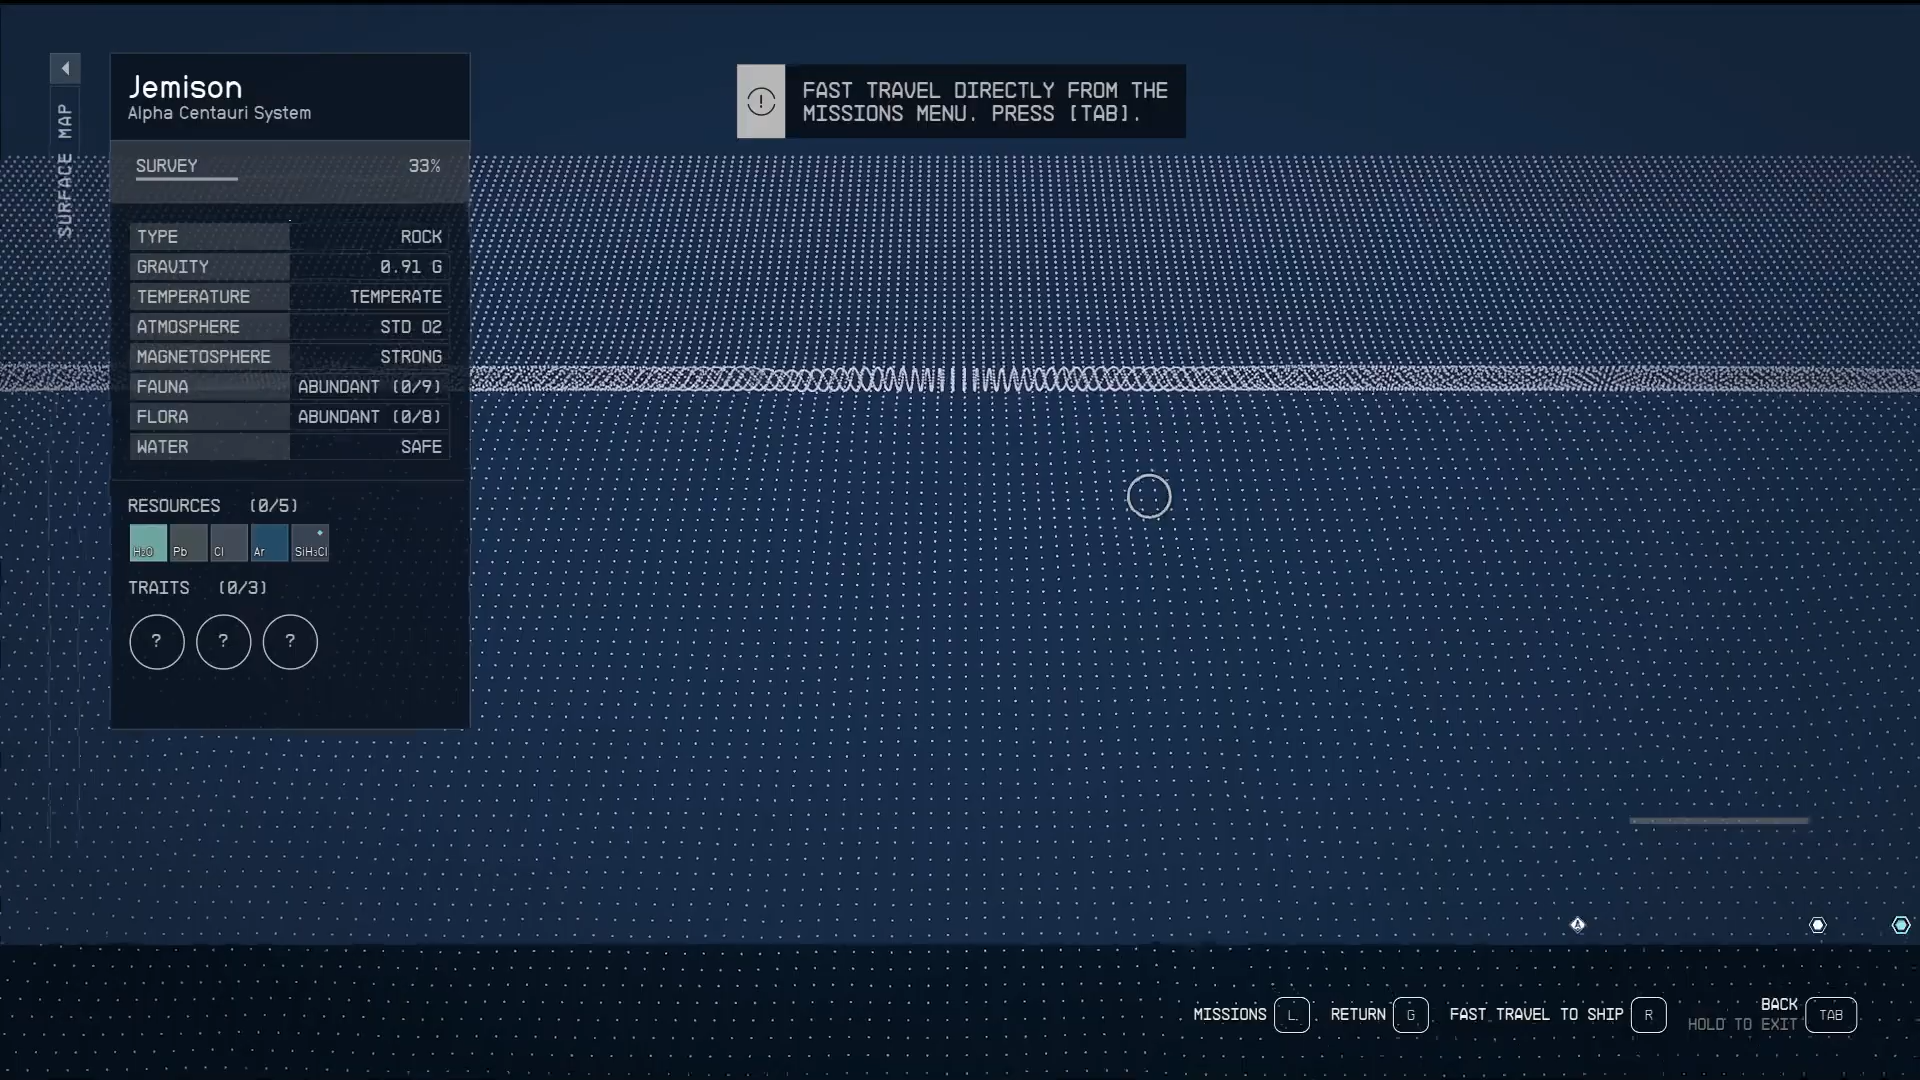 Jemison
Alpha Centauri System
SURFACE MAP
FAST TRAVEL DIRECTLY FROM THE
MISSIONS MENU. PRESS [TAB].
SURVEY 33%
TYPE ROCK
GRAVITY 0.91 G
TEMPERATURE TEMPERATE
ATMOSPHERE STD O2
MAGNETOSPHERE STRONG
FAUNA ABUNDANT (0/9)
FLORA ABUNDANT (0/8)
WATER SAFE
RESOURCES (0/5)
H2O Pb Cl Ar SiH3Cl
TRAITS (0/3)
? ? ?
MISSIONS L RETURN G FAST TRAVEL TO SHIP R BACK TAB
HOLD TO EXIT